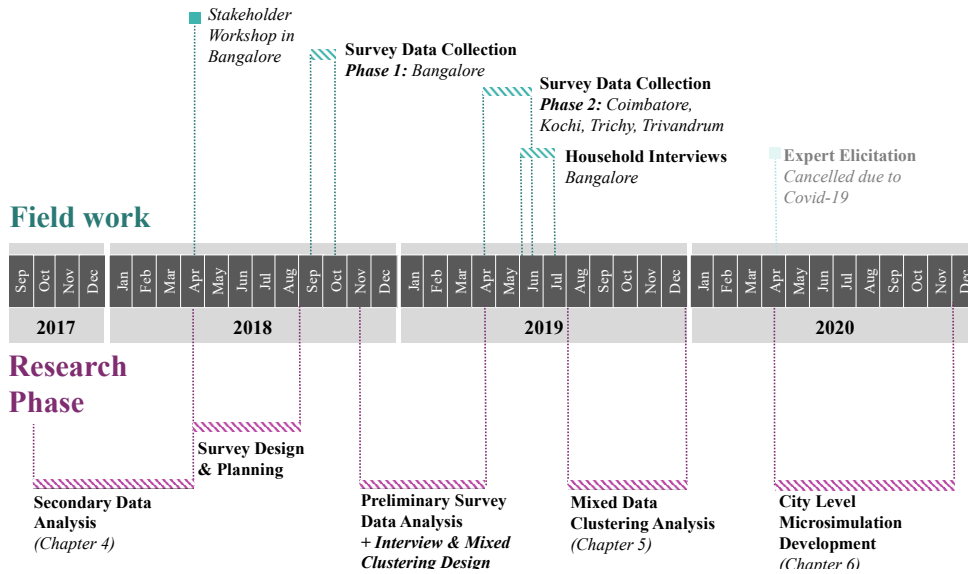 Stakeholder
Workshop in
Bangalore
Survey Data Collection
Phase 1: Bangalore
Survey Data Collection
Phase 2: Coimbatore,
Kochi, Trichy, Trivandrum
Household Interviews
Bangalore
Expert Elicitation
Cancelled due to
Covid-19
Field work
Sep Oct Nov Dec Jan Feb Mar Apr May Jun Jul Aug Sep Oct Nov Dec Jan Feb Mar Apr May Jun Jul Aug Sep Oct Nov Dec Jan Feb Mar Apr May Jun Jul Aug Sep Oct Nov Dec
2017 2018 2019 2020
Research
Phase
Survey Design
& Planning
Secondary Data
Analysis
(Chapter 4)
Preliminary Survey
Data Analysis
+ Interview & Mixed
Clustering Design
Mixed Data
Clustering Analysis
(Chapter 5)
City Level
Microsimulation
Development
(Chapter 6)